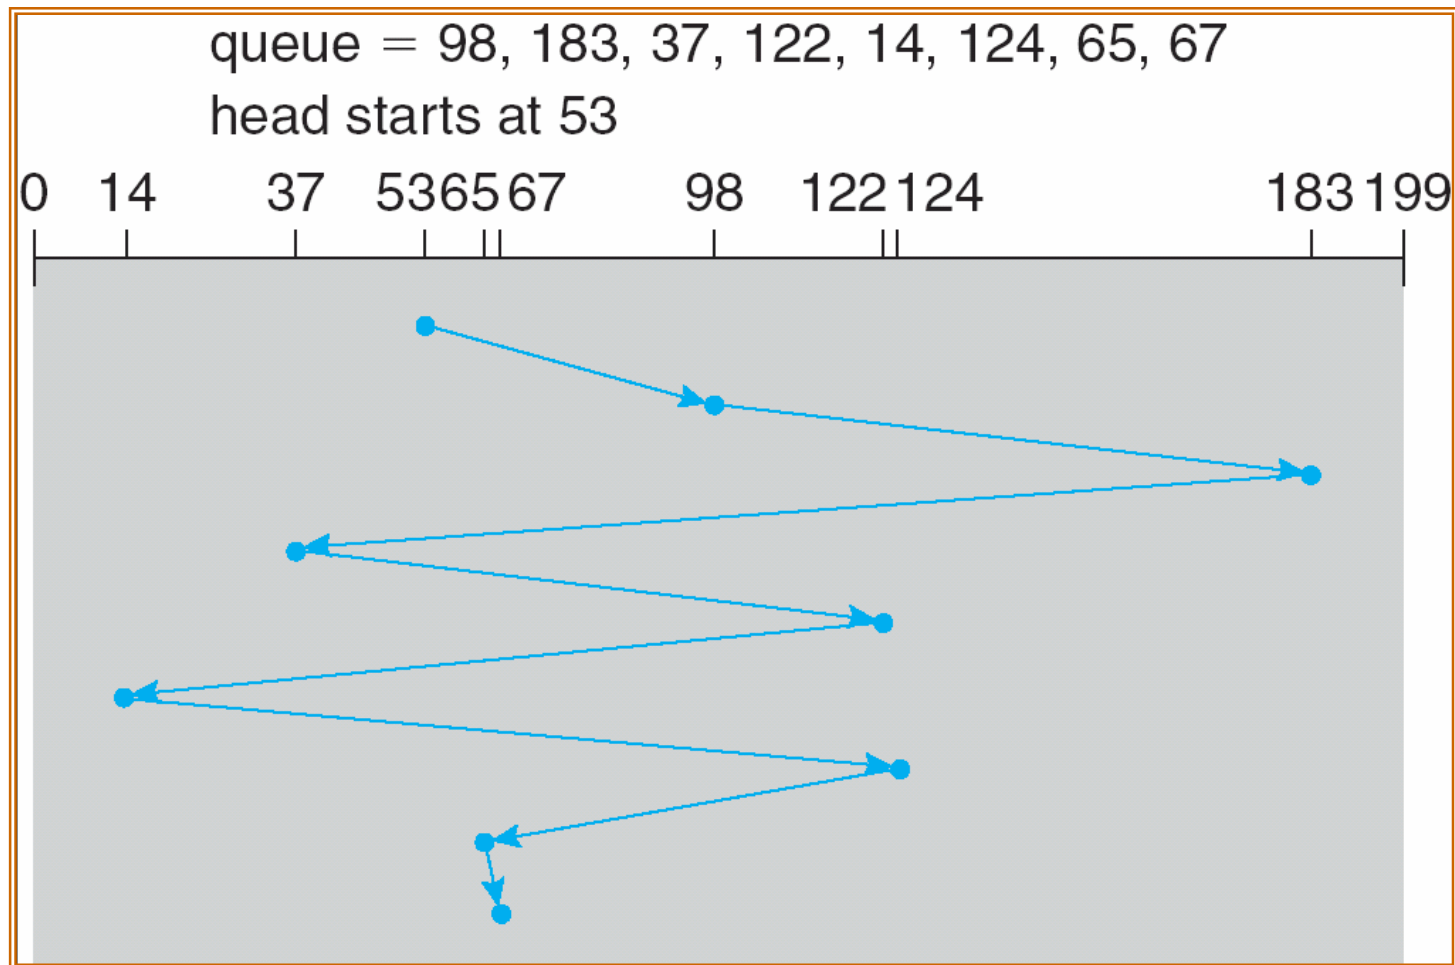 queue = 98, 183, 37, 122, 14, 124, 65, 67
head starts at 53
0 14 37 53 65 67 98 122 124 183 199